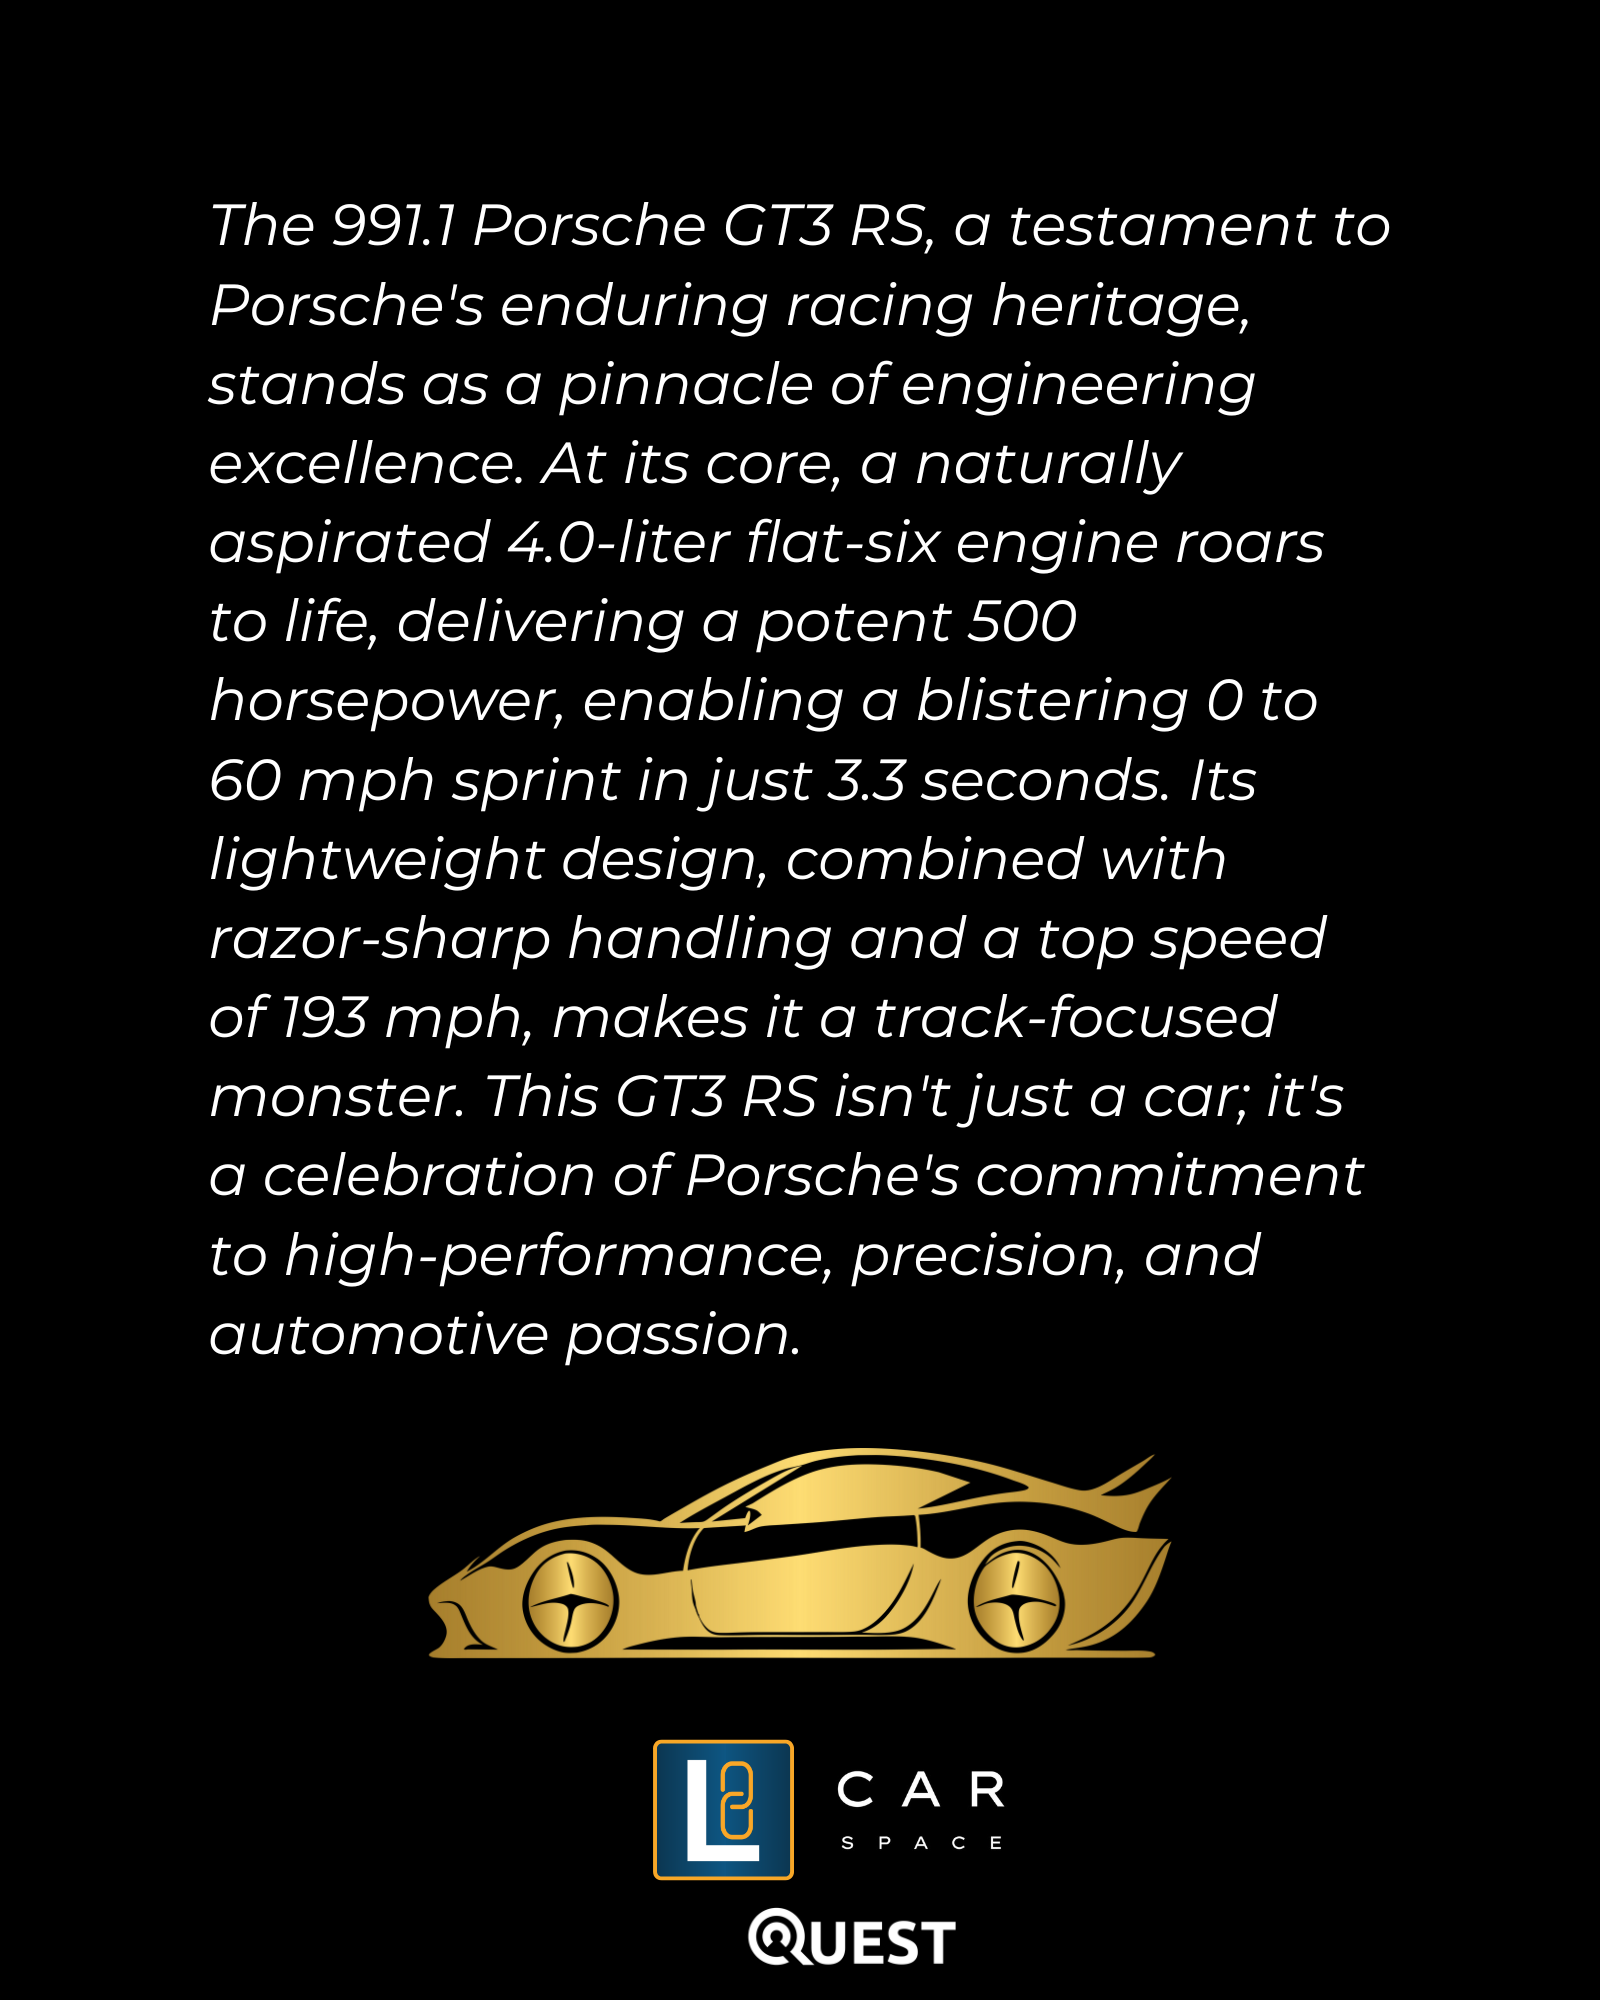 The 991.1 Porsche GT3 RS, a testament to
Porsche's enduring racing heritage,
stands as a pinnacle of engineering
excellence. At its core, a naturally
aspirated 4.0-liter flat-six engine roars
to life, delivering a potent 500
horsepower, enabling a blistering 0 to
60 mph sprint in just 3.3 seconds. Its
lightweight design, combined with
razor-sharp handling and a top speed
of 193 mph, makes it a track-focused
monster. This GT3 RS isn't just a car; it's
a celebration of Porsche's commitment
to high-performance, precision, and
automotive passion.
L
CAR
SPACE
QUEST